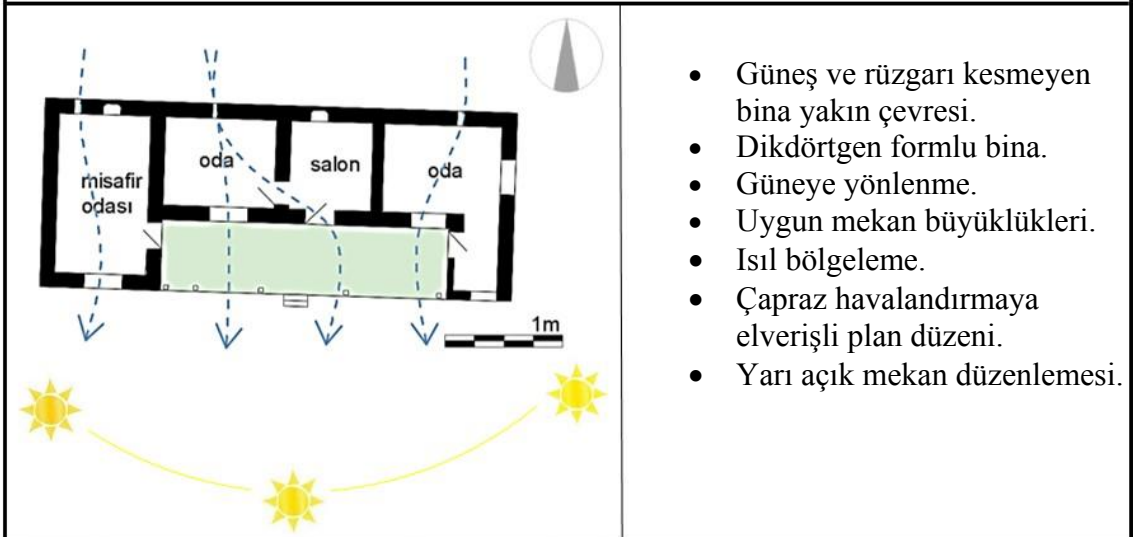 oda
salon
oda
misafir
odası
1m
• Güneş ve rüzgarı kesmeyen
bina yakın çevresi.
• Dikdörtgen formlu bina.
• Güneye yönlenme.
• Uygun mekan büyüklükleri.
• Isıl bölgeleme.
• Çapraz havalandırmaya
elverişli plan düzeni.
• Yarı açık mekan düzenlemesi.